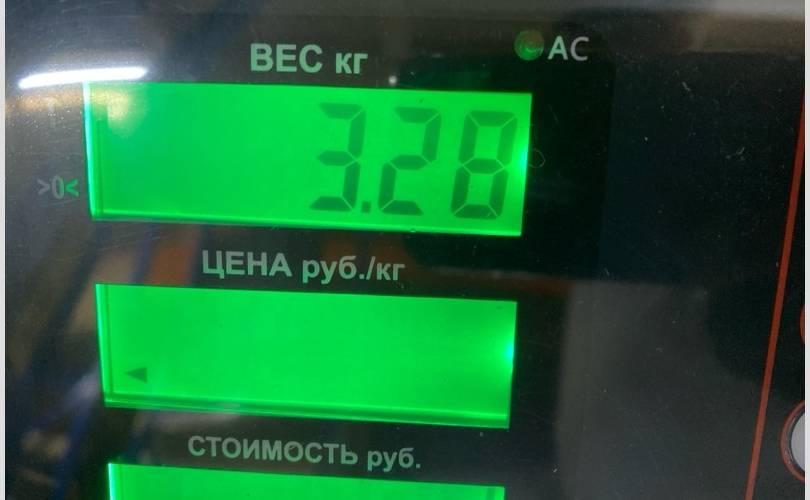 ВЕС кг
AC
3.28
>0<
ЦЕНА руб./кг
СТОИМОСТЬ руб.